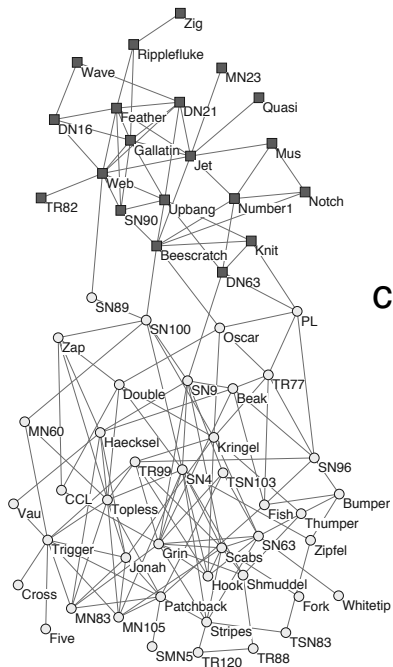 Zig
Ripplefluke
Wave
MN23
Quasi
DN21
Feather
DN16
Gallatin
Jet
Mus
Web
TR82
SN90
Upbang
Number1
Notch
Beescratch
Knit
DN63
C
SN89
SN100
Oscar
PL
Zap
Double
SN9
Beak
TR77
MN60
Haecksel
Kringel
TR99
SN4
TSN103
SN96
CCL
Topless
Vau
Fish
Bumper
Thumper
Trigger
Jonah
Grin
Scabs
SN63
Zipfel
Cross
Hook
Shmuddel
MN83
Patchback
Fork
Whitetip
Five
MN105
Stripes
TSN83
SMN5
TR120
TR88